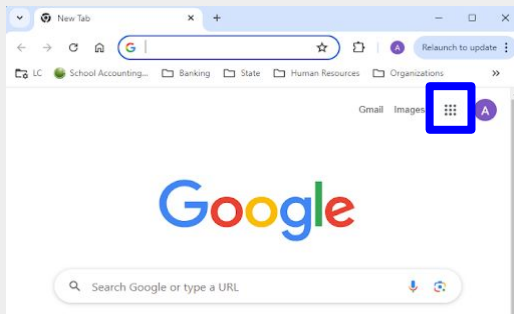 New Tab
G
A
Relaunch to update
LC
School Accounting...
Banking
State
Human Resources
Organizations
Gmail
Images
A
Google
Search Google or type a URL